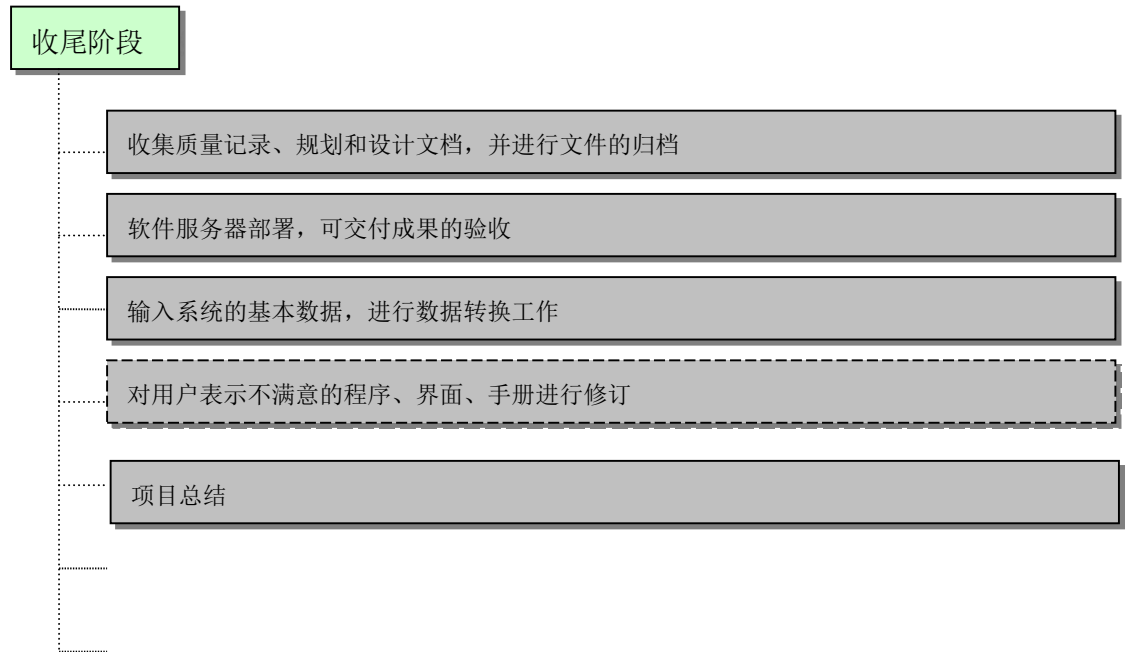 收尾阶段
收集质量记录、规划和设计文档，并进行文件的归档
软件服务器部署，可交付成果的验收
输入系统的基本数据，进行数据转换工作
对用户表示不满意的程序、界面、手册进行修订
项目总结